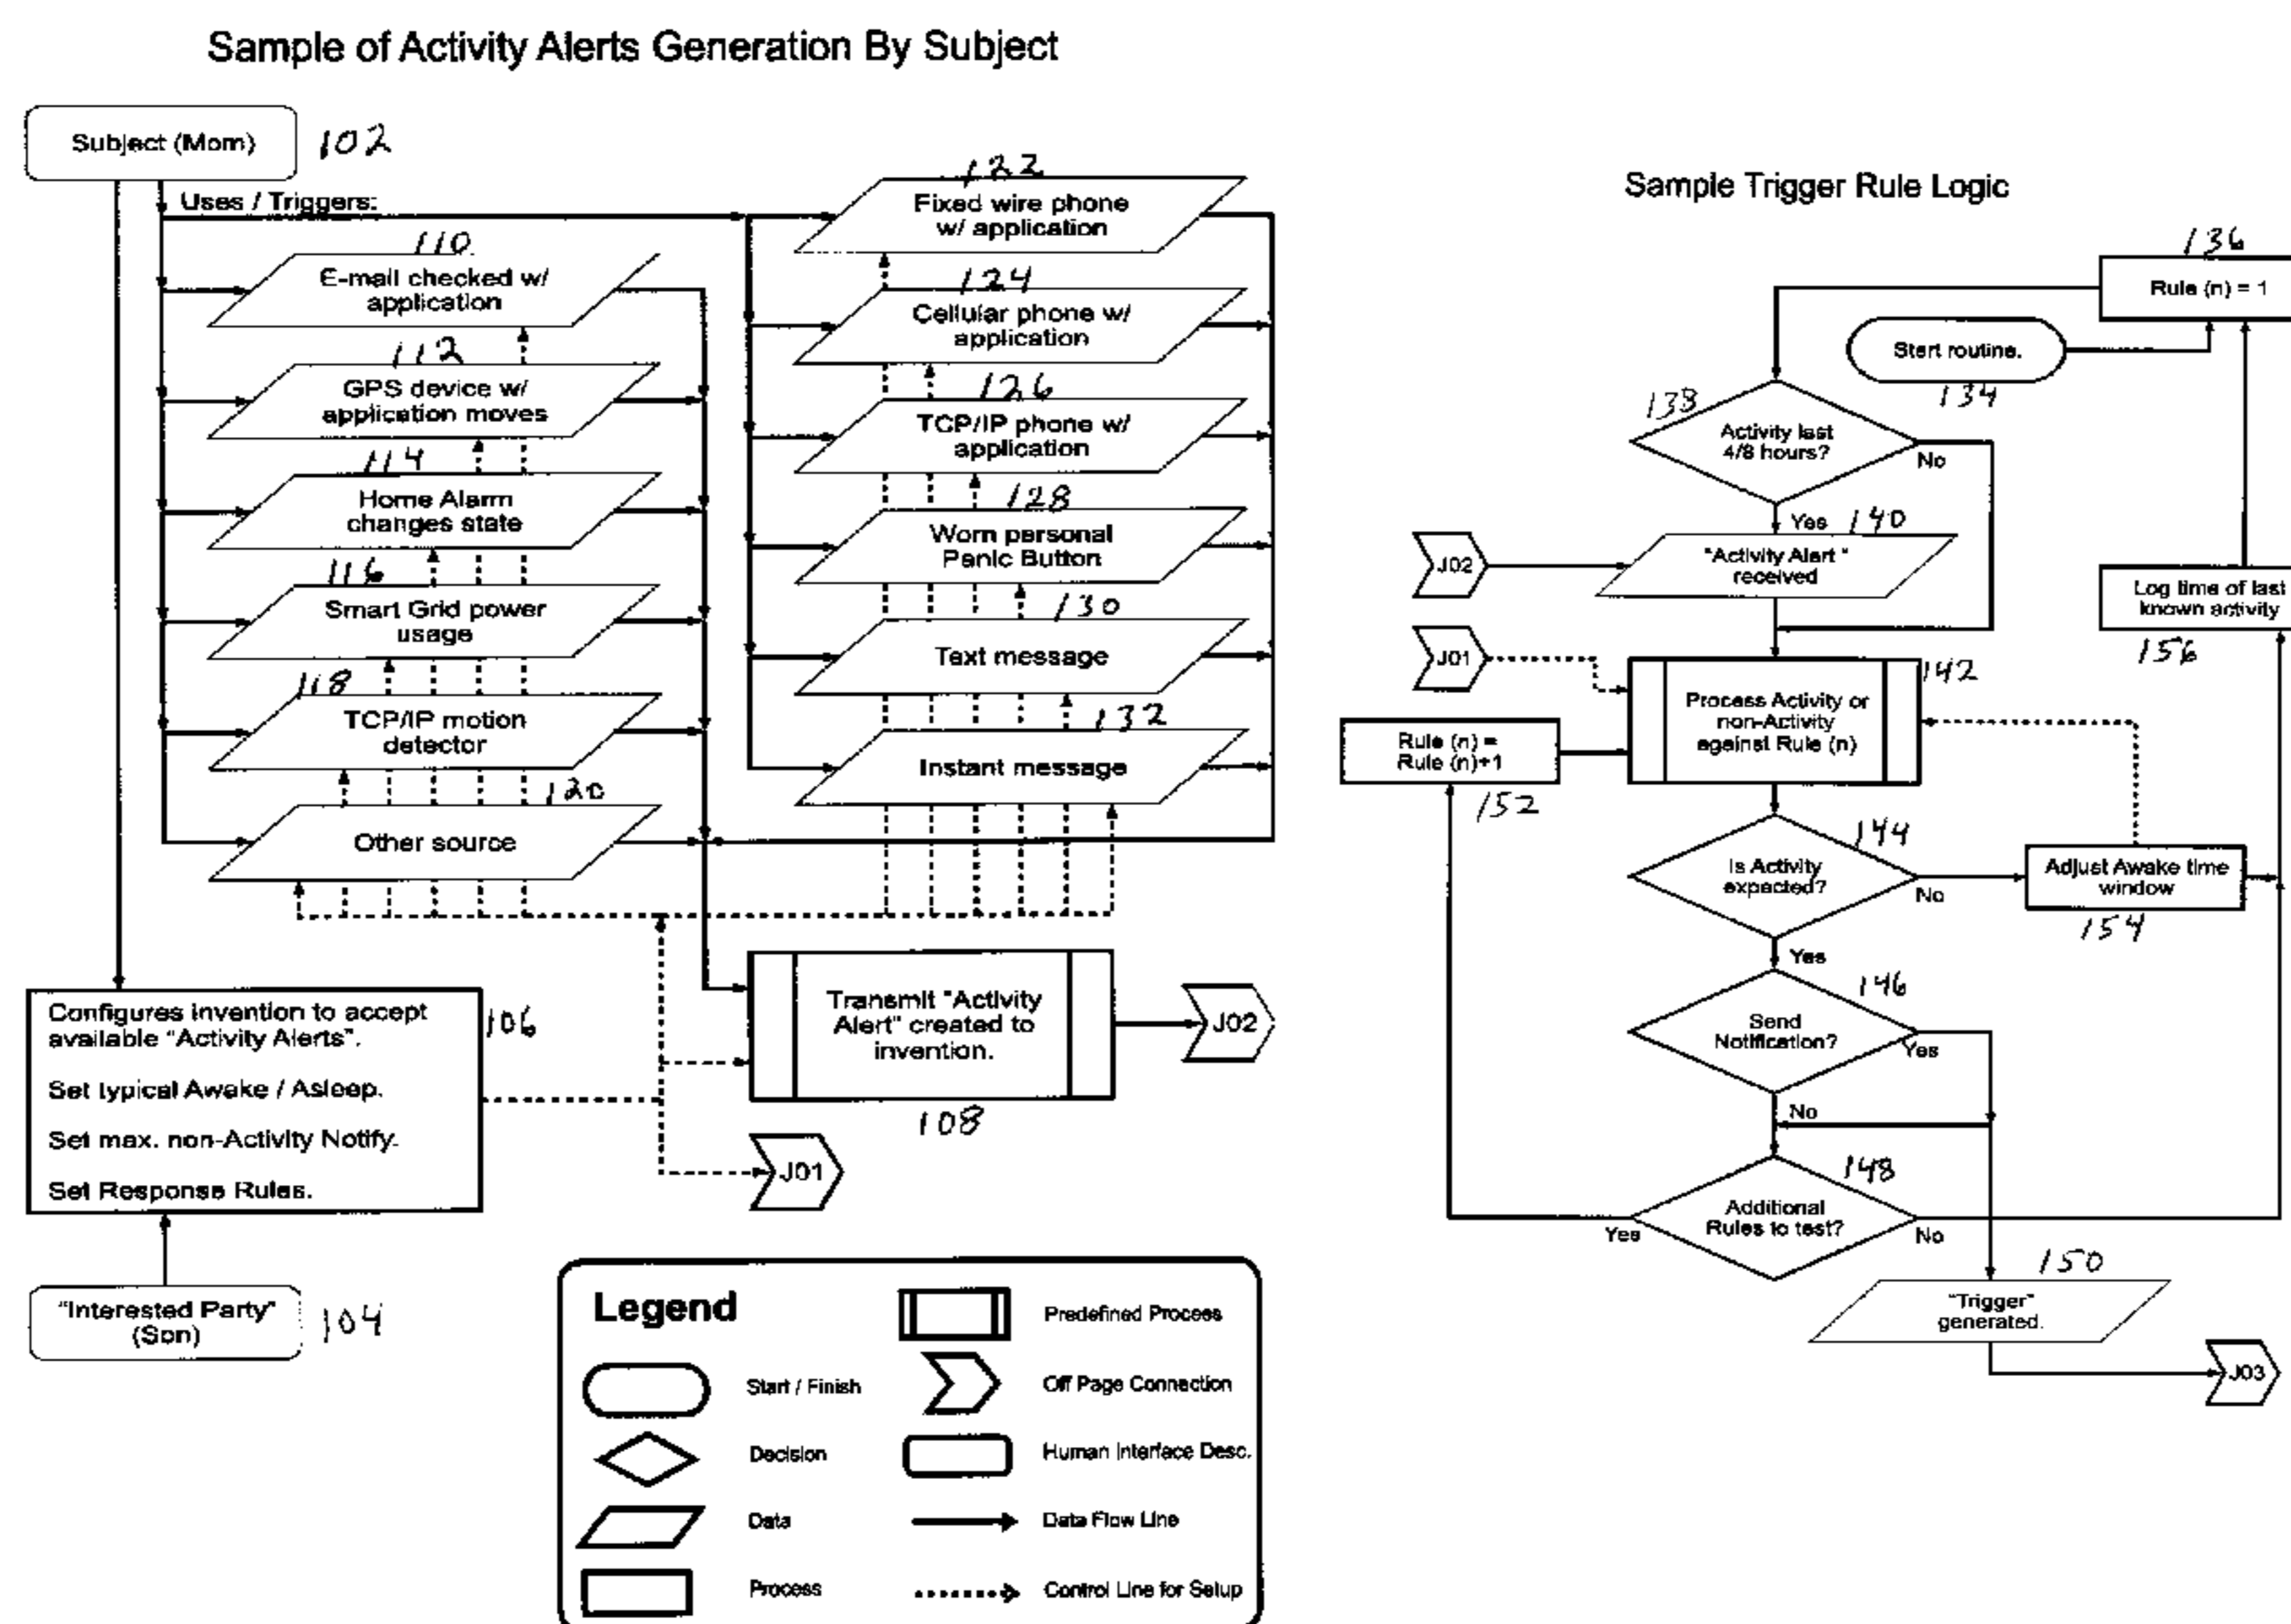 Sample of Activity Alerts Generation By Subject
Subject (Mom)
102
Uses / Triggers:
110
E-mail checked w/
application
112
GPS device w/
application moves
114
Home Alarm
changes state
116
Smart Grid power
usage
118
TCP/IP motion
detector
120
Other source
122
Fixed wire phone
w/ application
124
Cellular phone w/
application
126
TCP/IP phone w/
application
128
Worn personal
Panic Button
130
Text message
132
Instant message
Configures invention to accept
available "Activity Alerts".
Set typical Awake / Asleep.
Set max. non-Activity Notify.
Set Response Rules.
106
Transmit "Activity
Alert" created to
invention.
108
J02
J01
"Interested Party"
(Son)
104
Legend
Start / Finish
Decision
Data
Process
Predefined Process
Off Page Connection
Human Interface Desc.
Data Flow Line
Control Line for Setup
Sample Trigger Rule Logic
136
Rule (n) = 1
Start routine.
134
138
Activity last
4/8 hours?
No
Yes
140
J02
"Activity Alert "
received
Log time of last
known activity
156
J01
142
Process Activity or
non-Activity
against Rule (n)
Rule (n) =
Rule (n)+1
152
144
Is Activity
expected?
No
Adjust Awake time
window
154
Yes
146
Send
Notification?
Yes
No
148
Additional
Rules to test?
Yes
No
150
"Trigger"
generated.
J03